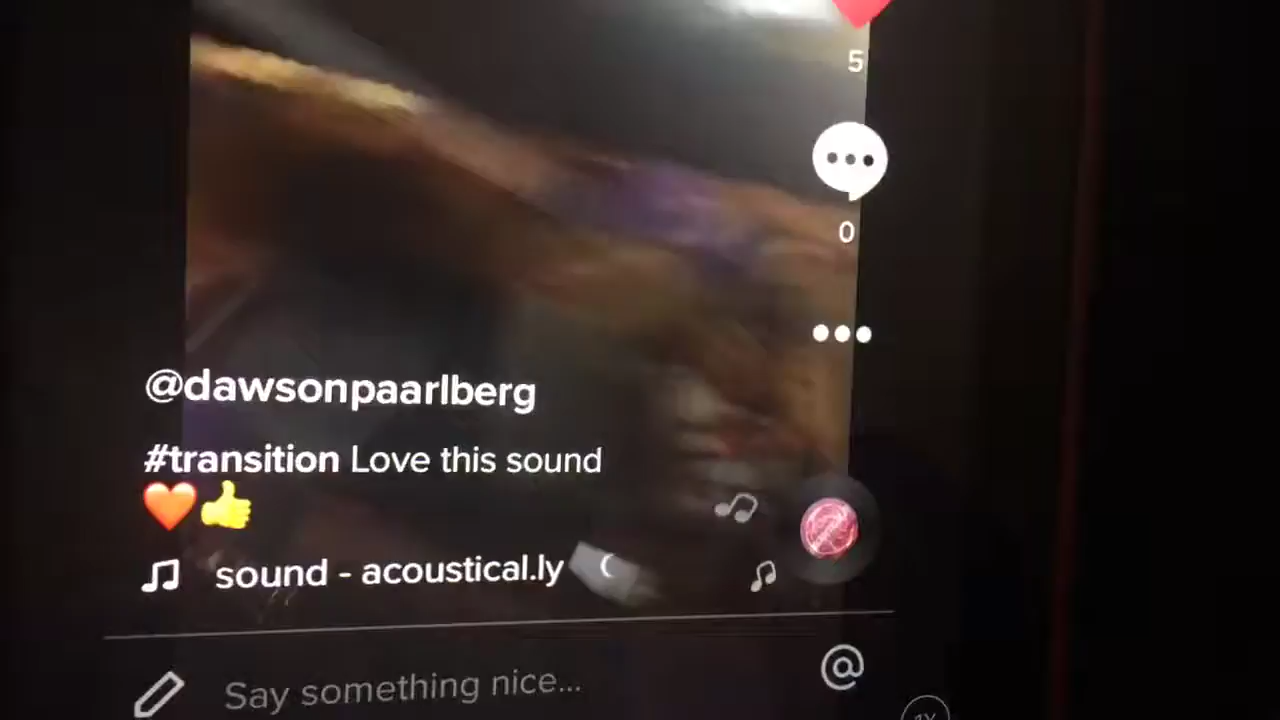 5
0
@dawsonpaarlberg
#transition Love this sound
❤️👍
sound - acoustical.ly
Say something nice...
@